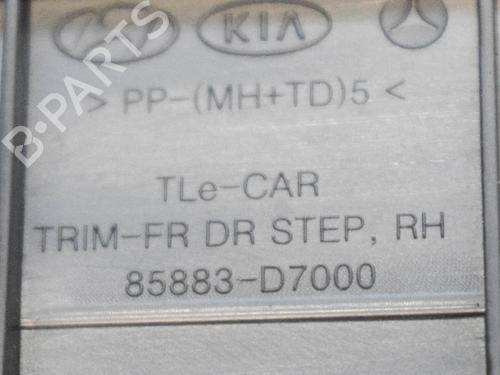 KIA
> PP-(MH+TD)5 <
TLe-CAR
TRIM-FR DR STEP, RH
85883-D7000
B-PARTS